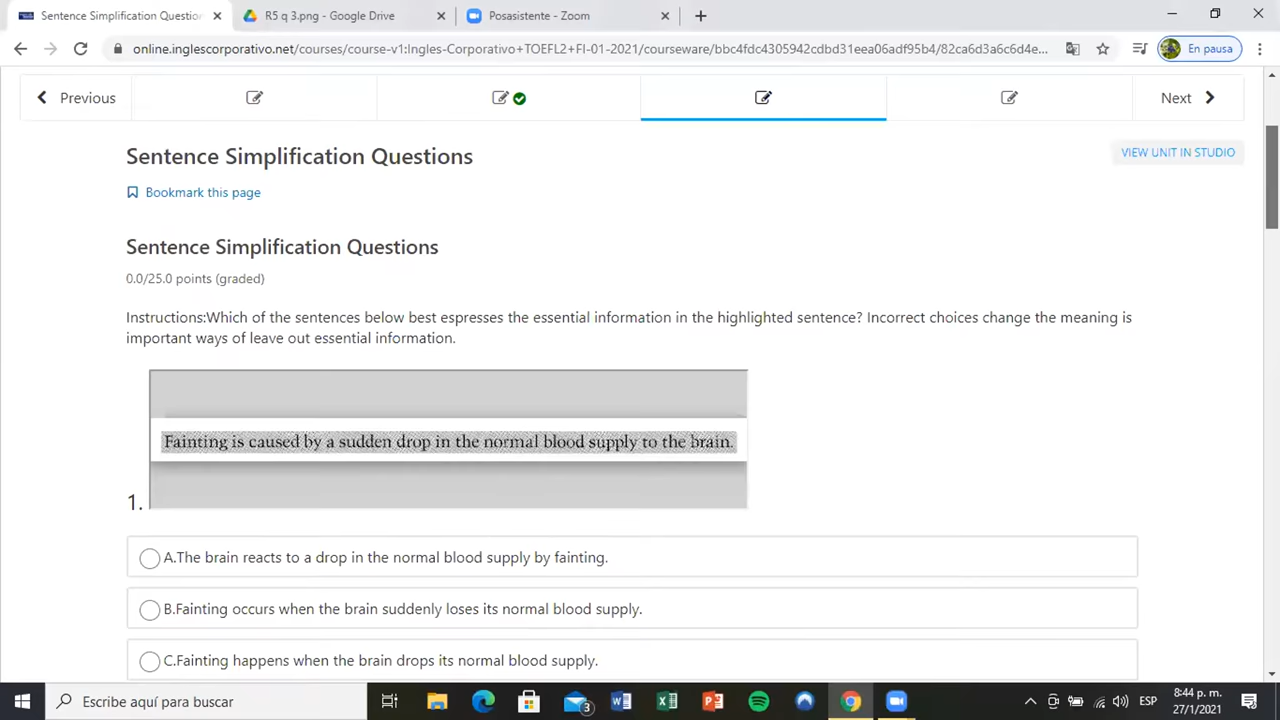 Sentence Simplification Question
R5 q 3.png - Google Drive
Posasistente - Zoom
online.inglescorporativo.net/courses/course-v1:Ingles-Corporativo+TOEFL2+FI-01-2021/courseware/bbc4fdc4305942cdbd31eea06adf95b4/82ca6d3a6c6d4e...
En pausa
Previous
Next
Sentence Simplification Questions
VIEW UNIT IN STUDIO
Bookmark this page
Sentence Simplification Questions
0.0/25.0 points (graded)
Instructions:Which of the sentences below best espresses the essential information in the highlighted sentence? Incorrect choices change the meaning is
important ways of leave out essential information.
Fainting is caused by a sudden drop in the normal blood supply to the brain.
1.
A.The brain reacts to a drop in the normal blood supply by fainting.
B.Fainting occurs when the brain suddenly loses its normal blood supply.
C.Fainting happens when the brain drops its normal blood supply.
Escribe aquí para buscar
3
ESP
8:44 p. m.
27/1/2021